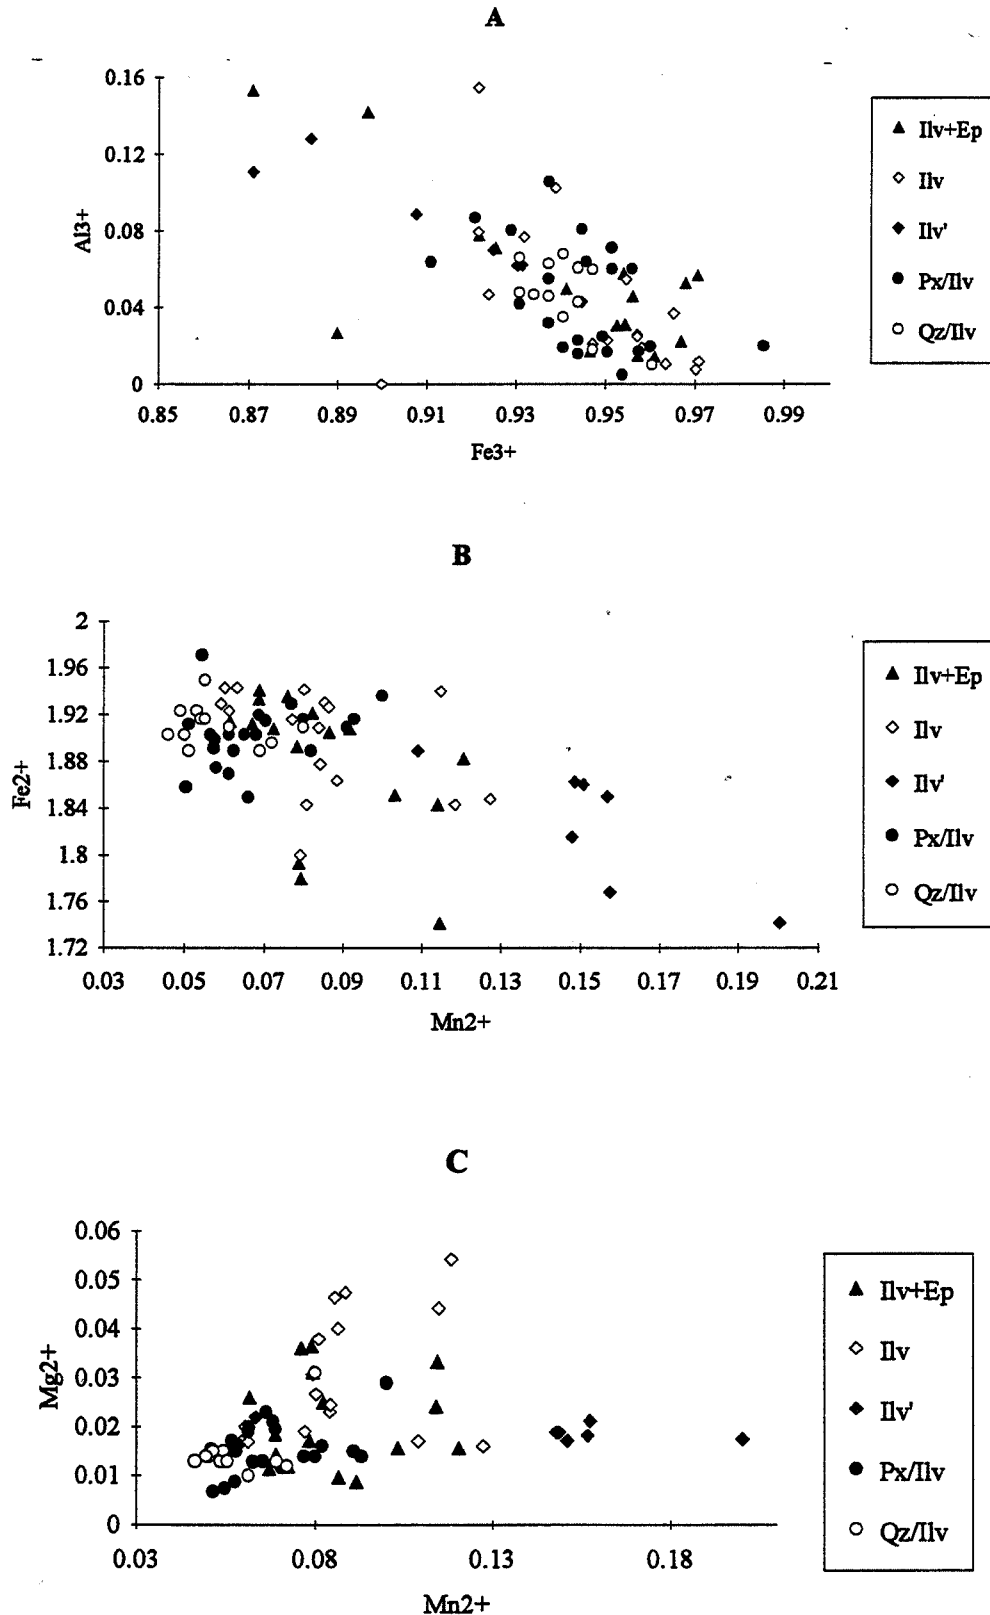 A
0.16
0.12
0.08
0.04
0
Al3+
0.85 0.87 0.89 0.91 0.93 0.95 0.97 0.99
Fe3+
Ilv+Ep
Ilv
Ilv'
Px/Ilv
Qz/Ilv
B
2
1.96
1.92
1.88
1.84
1.8
1.76
1.72
Fe2+
0.03 0.05 0.07 0.09 0.11 0.13 0.15 0.17 0.19 0.21
Mn2+
Ilv+Ep
Ilv
Ilv'
Px/Ilv
Qz/Ilv
C
0.06
0.05
0.04
0.03
0.02
0.01
0
Mg2+
0.03 0.08 0.13 0.18
Mn2+
Ilv+Ep
Ilv
Ilv'
Px/Ilv
Qz/Ilv